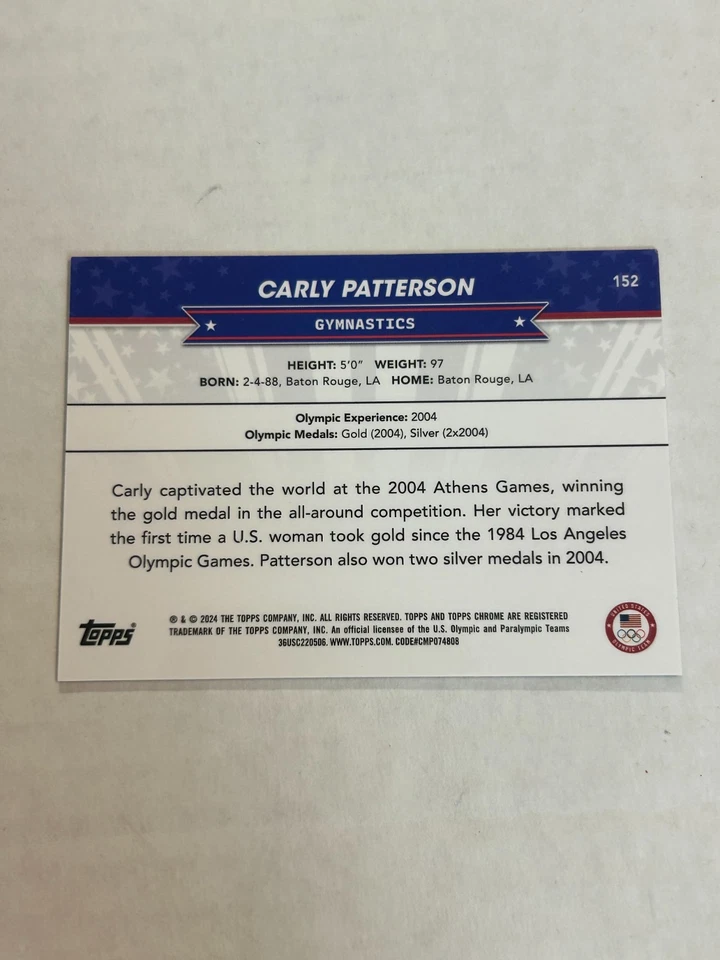 CARLY PATTERSON
152
GYMNASTICS
HEIGHT: 5'0" WEIGHT: 97
BORN: 2-4-88, Baton Rouge, LA HOME: Baton Rouge, LA
Olympic Experience: 2004
Olympic Medals: Gold (2004), Silver (2x2004)
Carly captivated the world at the 2004 Athens Games, winning
the gold medal in the all-around competition. Her victory marked
the first time a U.S. woman took gold since the 1984 Los Angeles
Olympic Games. Patterson also won two silver medals in 2004.
topps®
® & © 2024 THE TOPPS COMPANY, INC. ALL RIGHTS RESERVED. TOPPS AND TOPPS CHROME ARE REGISTERED
TRADEMARK OF THE TOPPS COMPANY, INC. An official licensee of the U.S. Olympic and Paralympic Teams
36USC220506. WWW.TOPPS.COM. CODE#CMP074808
UNITED STATES
OLYMPIC TEAM